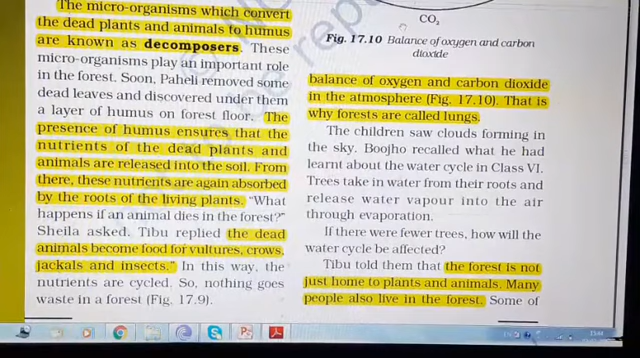 The micro-organisms which convert
the dead plants and animals to humus
are known as decomposers. These
micro-organisms play an important role
in the forest. Soon, Paheli removed some
dead leaves and discovered under them
a layer of humus on forest floor. The
presence of humus ensures that the
nutrients of the dead plants and
animals are released into the soil. From
there, these nutrients are again absorbed
by the roots of the living plants. “What
happens if an animal dies in the forest?”
Sheila asked. Tibu replied the dead
animals become food for vultures, crows,
jackals and insects.” In this way, the
nutrients are cycled. So, nothing goes
waste in a forest (Fig. 17.9).
CO₂
Fig. 17.10 Balance of oxygen and carbon
dioxide
balance of oxygen and carbon dioxide
in the atmosphere (Fig. 17.10). That is
why forests are called lungs.
The children saw clouds forming in
the sky. Boojho recalled what he had
learnt about the water cycle in Class VI.
Trees take in water from their roots and
release water vapour into the air
through evaporation.
If there were fewer trees, how will the
water cycle be affected?
Tibu told them that the forest is not
just home to plants and animals. Many
people also live in the forest. Some of